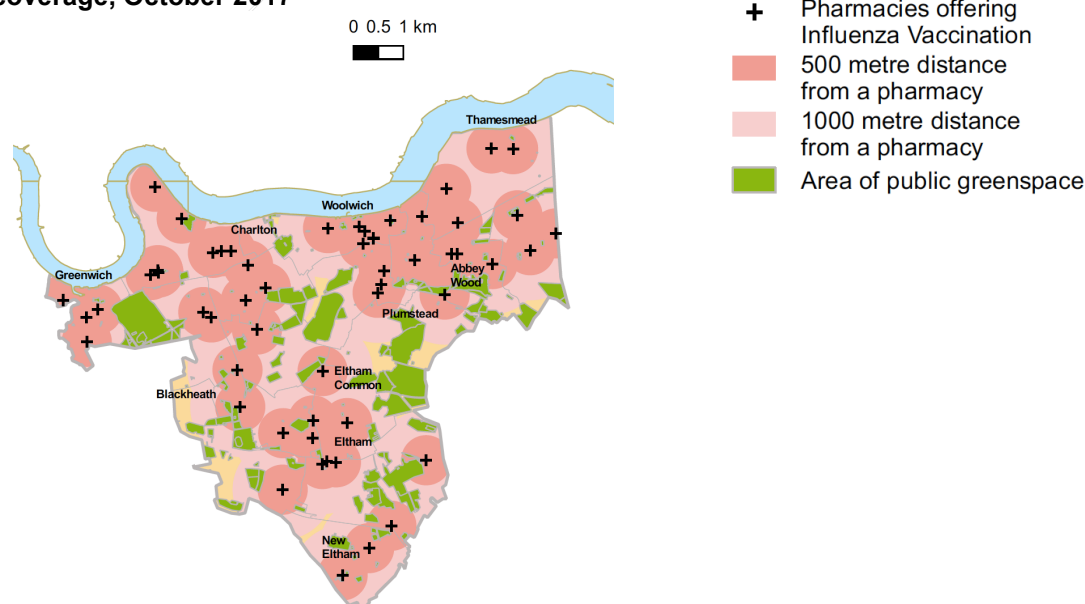 coverage, October 2017
0 0.5 1 km
Pharmacies offering
Influenza Vaccination
500 metre distance
from a pharmacy
1000 metre distance
from a pharmacy
Area of public greenspace
Thamesmead
Woolwich
Charlton
Greenwich
Abbey
Wood
Plumstead
Eltham
Common
Blackheath
Eltham
New
Eltham